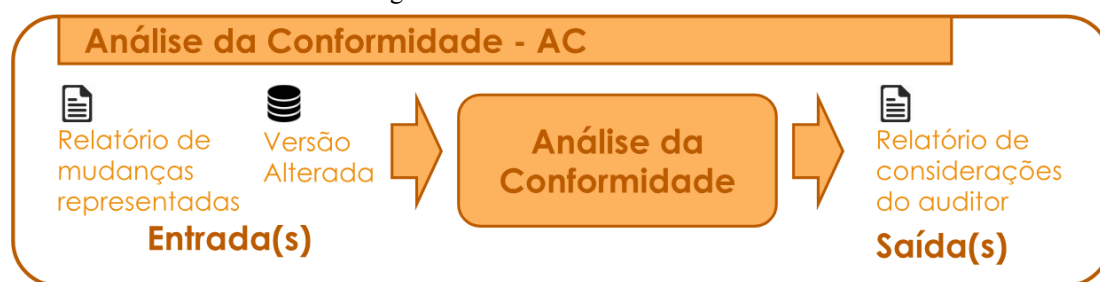 Análise da Conformidade - AC
Relatório de
mudanças
representadas
Versão
Alterada
Entrada(s)
Análise da
Conformidade
Relatório de
considerações
do auditor
Saída(s)